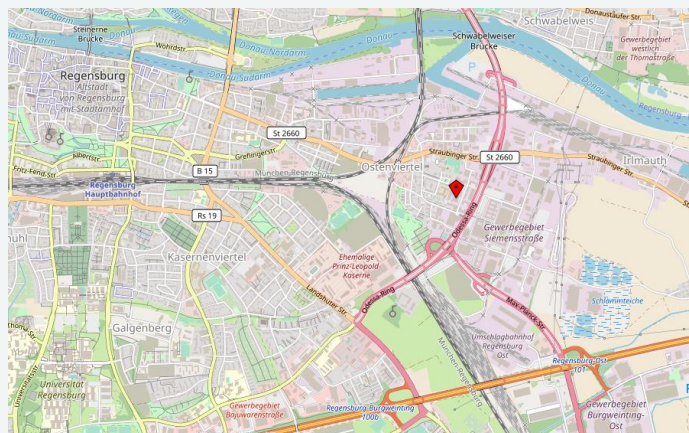 Steinerne
Brücke
Wöhrdstr.
Donau Nordarm
Donau Südarm
Donau
Schwabelweiser
Brücke
Schwabelweis
Donaustaufer Str.
Gewerbegebiet
westlich
der Thomastraße
Regensburg
Altstadt
von Regensburg
mit Stadtamhof
Albertstr.
St 2660
Greflingerstr.
B 15
München-Regensburg
Ostenviertel
Straubinger Str.
St 2660
Straubinger Str.
Irlmauth
Donau
Regensburg
Fritz-Fend-Str.
Regensburg
Hauptbahnhof
Rs 19
Odessa-Ring
Gewerbegebiet
Siemensstraße
Kasernenviertel
Ehemalige
Prinz-Leopold-
Kaserne
Landshuter Str.
Odessa-Ring
Max-Planck-Str.
Schlammteiche
Galgenberg
Umschlagbahnhof
Regensburg
Ost
München-Regensburg
Regensburg-Ost
101
Universitätsstr.
Universität
Regensburg
Gewerbegebiet
Bajuwarenstraße
Regensburg-Burgweinting
100b
Gewerbegebiet
Burgweinting-
Ost